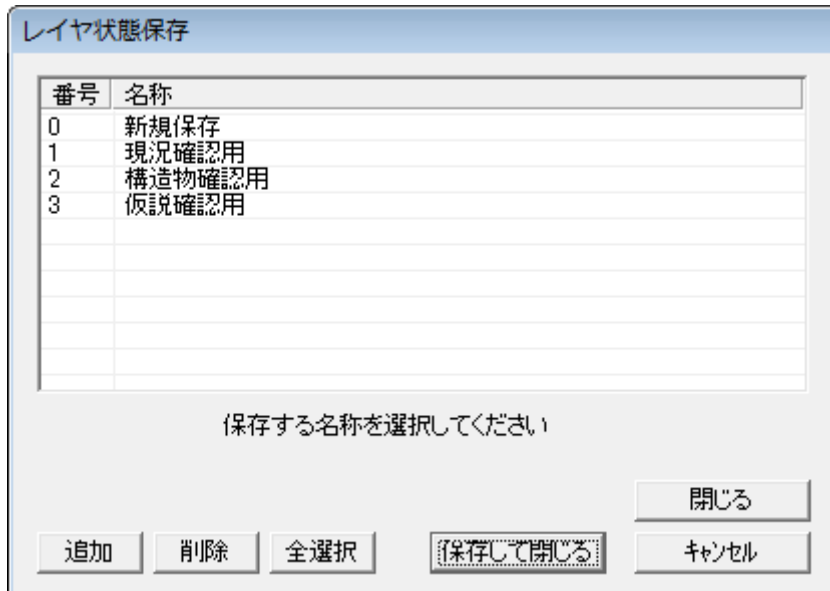 レイヤ状態保存
番号 名称
0 新規保存
1 現況確認用
2 構造物確認用
3 仮説確認用
保存する名称を選択してください
閉じる
追加 削除 全選択 保存して閉じる キャンセル